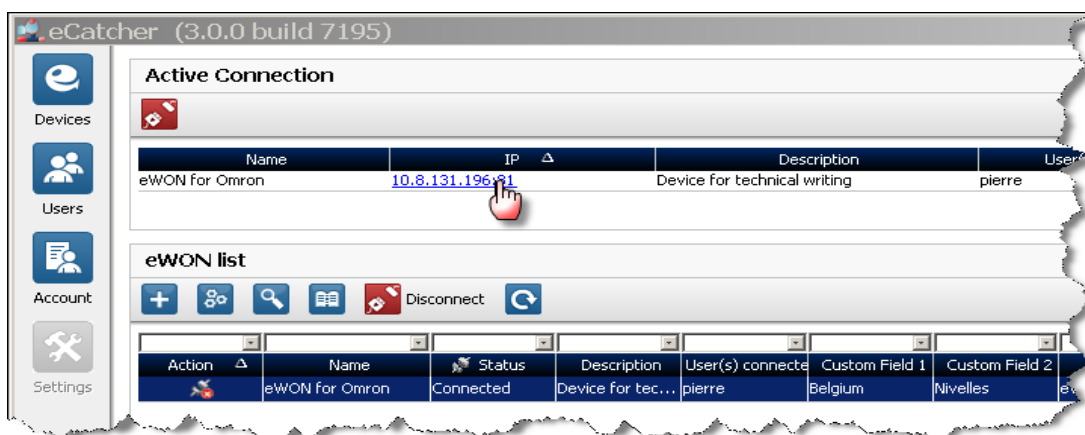 eCatcher (3.0.0 build 7195)
Devices
Users
Account
Settings
Active Connection
Name IP Description
eWON for Omron 10.8.131.196:81 Device for technical writing pierre
eWON list
Disconnect
Action Name Status Description User(s) connecte Custom Field 1 Custom Field 2
eWON for Omron Connected Device for tec... pierre Belgium Nivelles